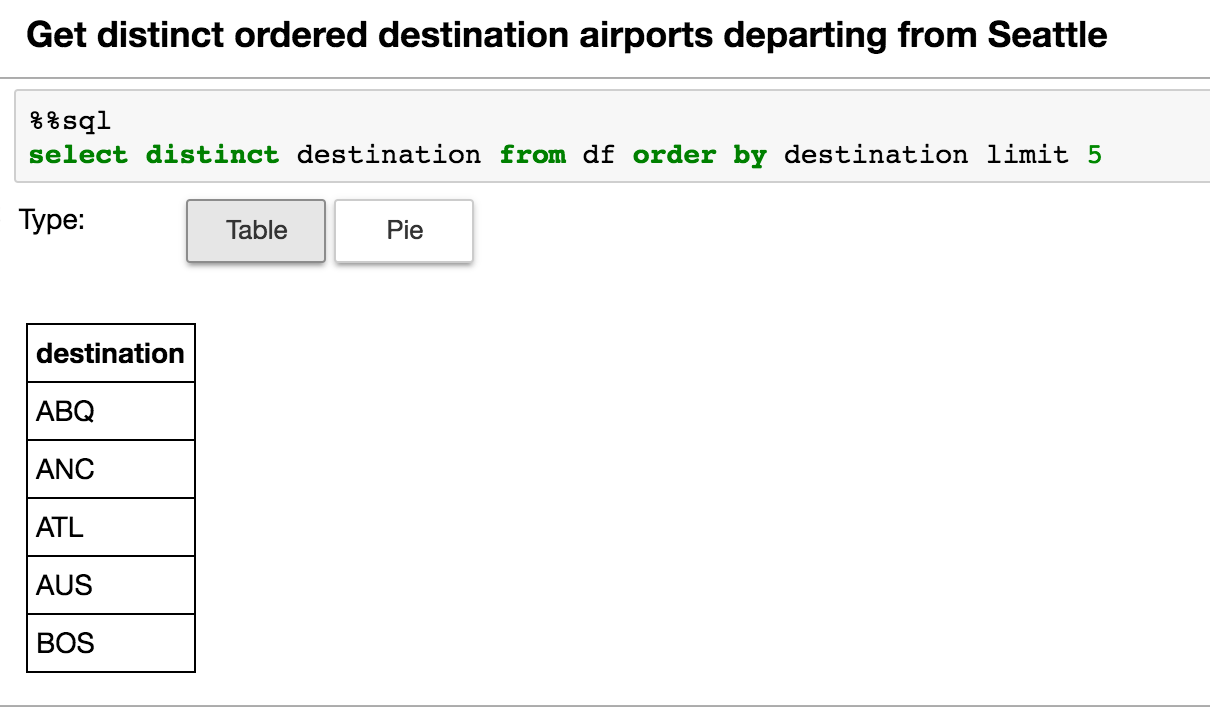 Get distinct ordered destination airports departing from Seattle
%%sql
select distinct destination from df order by destination limit 5
Type:
Table
Pie
destination
ABQ
ANC
ATL
AUS
BOS